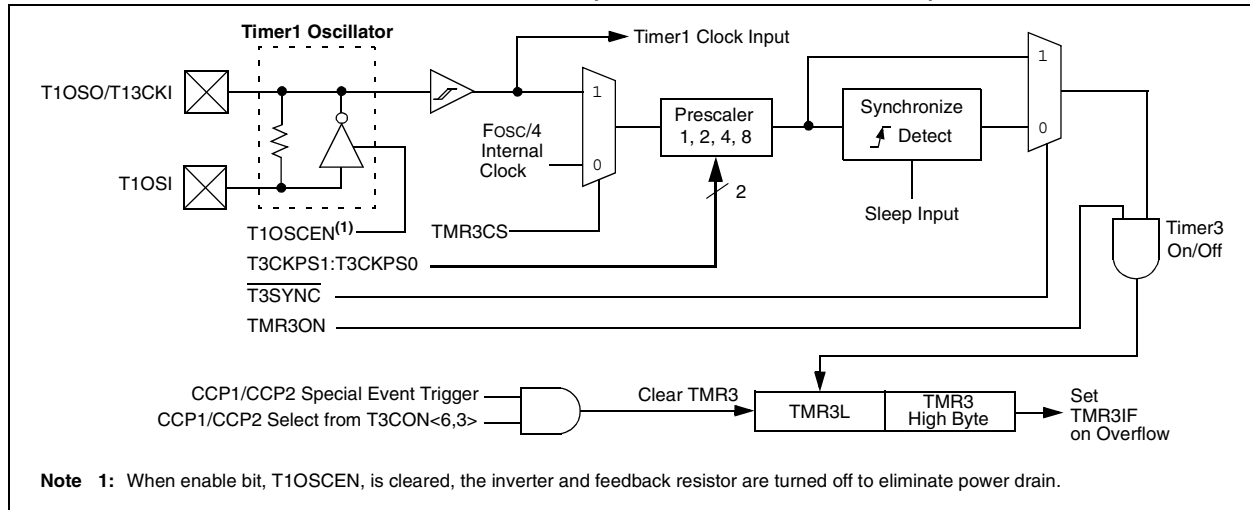 Timer1 Oscillator
Timer1 Clock Input
T1OSO/T13CKI
1
FOSC/4
Internal
Clock
0
Prescaler
1, 2, 4, 8
Synchronize
Detect
1
0
T1OSI
2
Sleep Input
T1OSCEN(1)
TMR3CS
Timer3
On/Off
T3CKPS1:T3CKPS0
T3SYNC
TMR3ON
CCP1/CCP2 Special Event Trigger
CCP1/CCP2 Select from T3CON<6,3>
Clear TMR3
TMR3L
TMR3
High Byte
Set
TMR3IF
on Overflow
Note 1: When enable bit, T1OSCEN, is cleared, the inverter and feedback resistor are turned off to eliminate power drain.